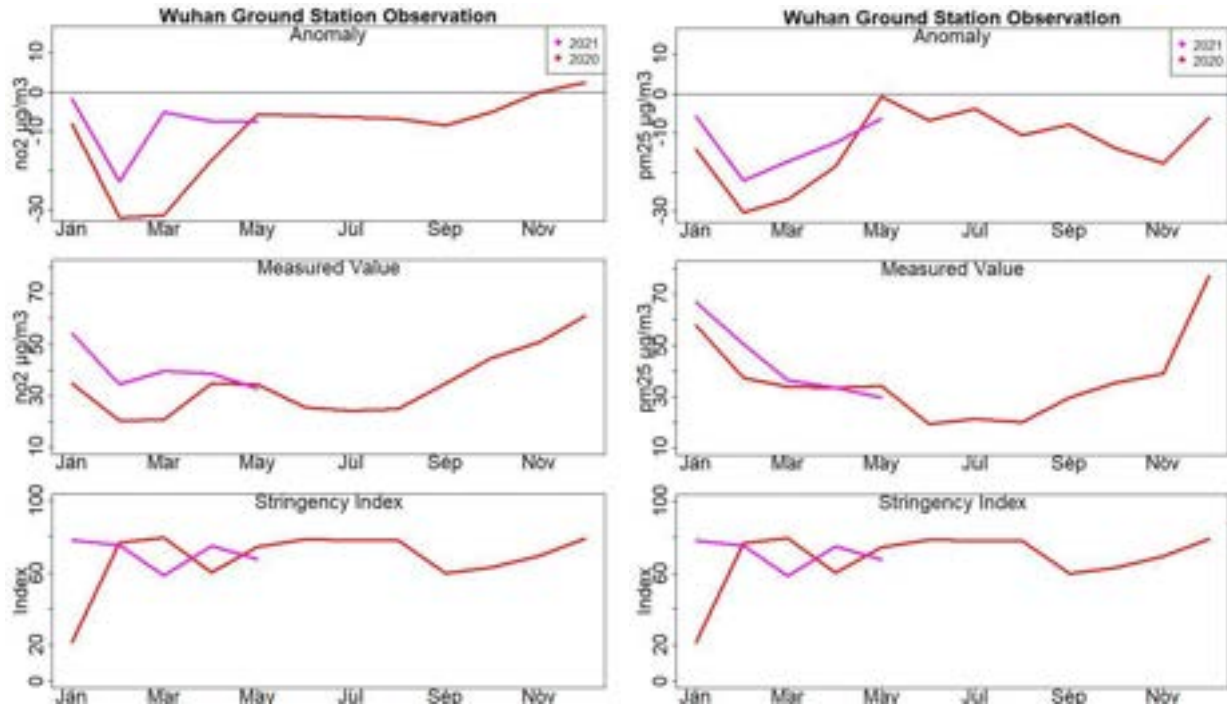 Wuhan Ground Station Observation
Anomaly
2021
2020
no2 µg/m3
10
0
-10
-30
Jan Mar May Jul Sep Nov
Measured Value
no2 µg/m3
70
50
30
10
Jan Mar May Jul Sep Nov
Stringency Index
Index
100
60
20
0
Jan Mar May Jul Sep Nov
Wuhan Ground Station Observation
Anomaly
2021
2020
pm25 µg/m3
10
0
-10
-30
Jan Mar May Jul Sep Nov
Measured Value
pm25 µg/m3
70
50
30
10
Jan Mar May Jul Sep Nov
Stringency Index
Index
100
60
20
0
Jan Mar May Jul Sep Nov